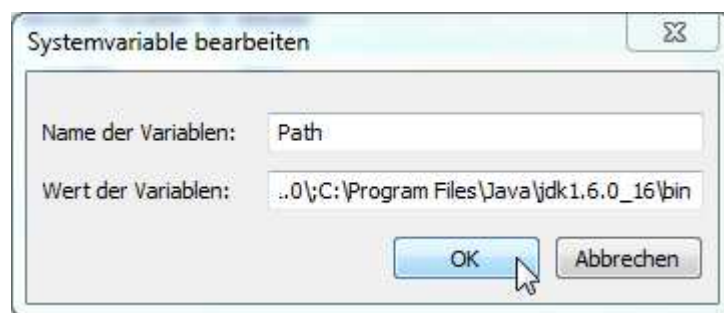 Systemvariable bearbeiten
Name der Variablen: Path
Wert der Variablen: ..0\;C:\Program Files\Java\jdk1.6.0_16\bin
OK Abbrechen